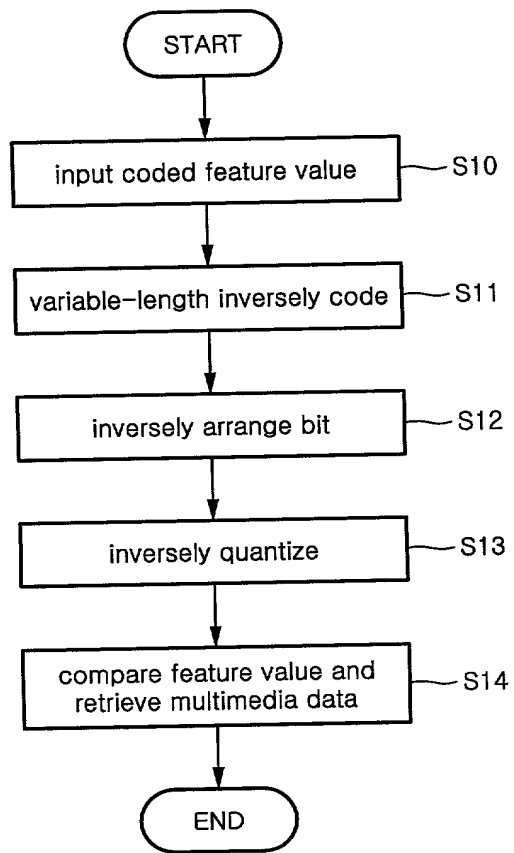 START
input coded feature value
S10
variable-length inversely code
S11
inversely arrange bit
S12
inversely quantize
S13
compare feature value and
retrieve multimedia data
S14
END